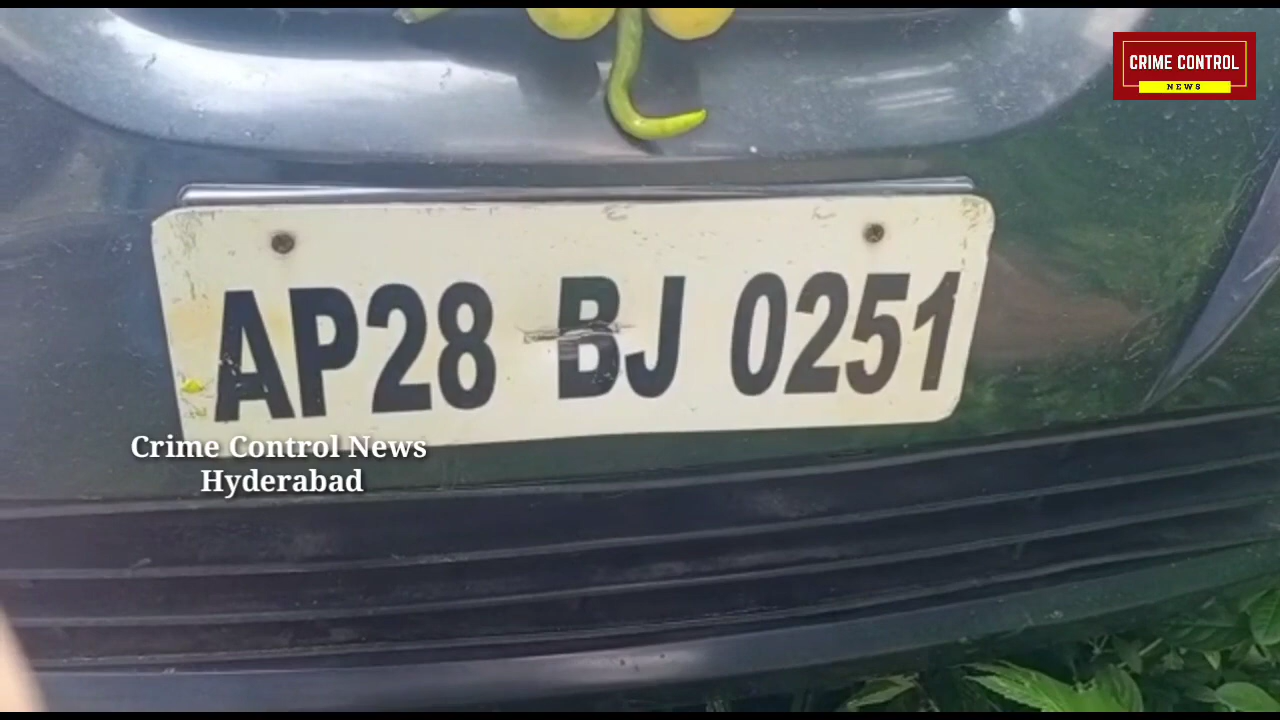 CRIME CONTROL
NEWS
AP28 BJ 0251
Crime Control News
Hyderabad